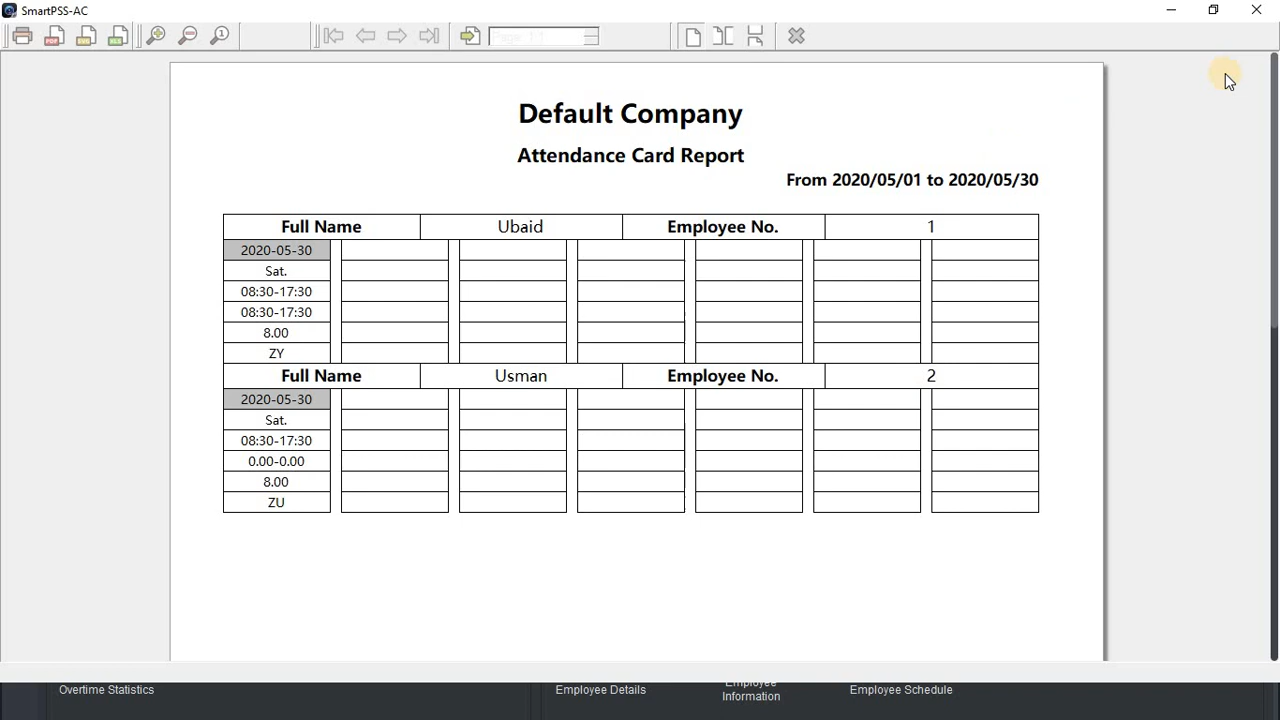 SmartPSS-AC
Page 1:1
Default Company
Attendance Card Report
From 2020/05/01 to 2020/05/30
Full Name Ubaid Employee No. 1
2020-05-30
Sat.
08:30-17:30
08:30-17:30
8.00
ZY
Full Name Usman Employee No. 2
2020-05-30
Sat.
08:30-17:30
0.00-0.00
8.00
ZU
Overtime Statistics
Employee Details
Employee
Information
Employee Schedule